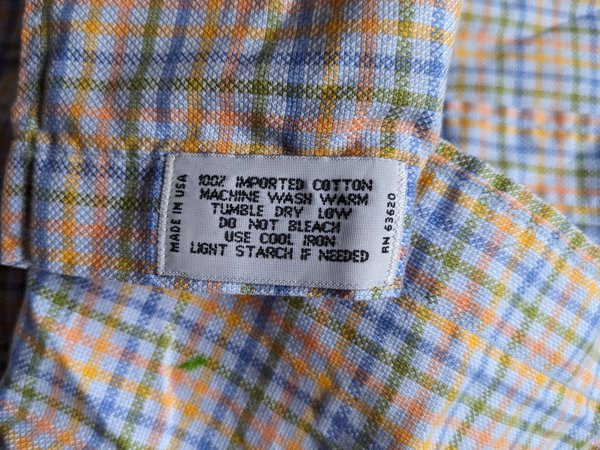 MADE IN USA
100% IMPORTED COTTON
MACHINE WASH WARM
TUMBLE DRY LOW
DO NOT BLEACH
USE COOL IRON
LIGHT STARCH IF NEEDED
RN 63620